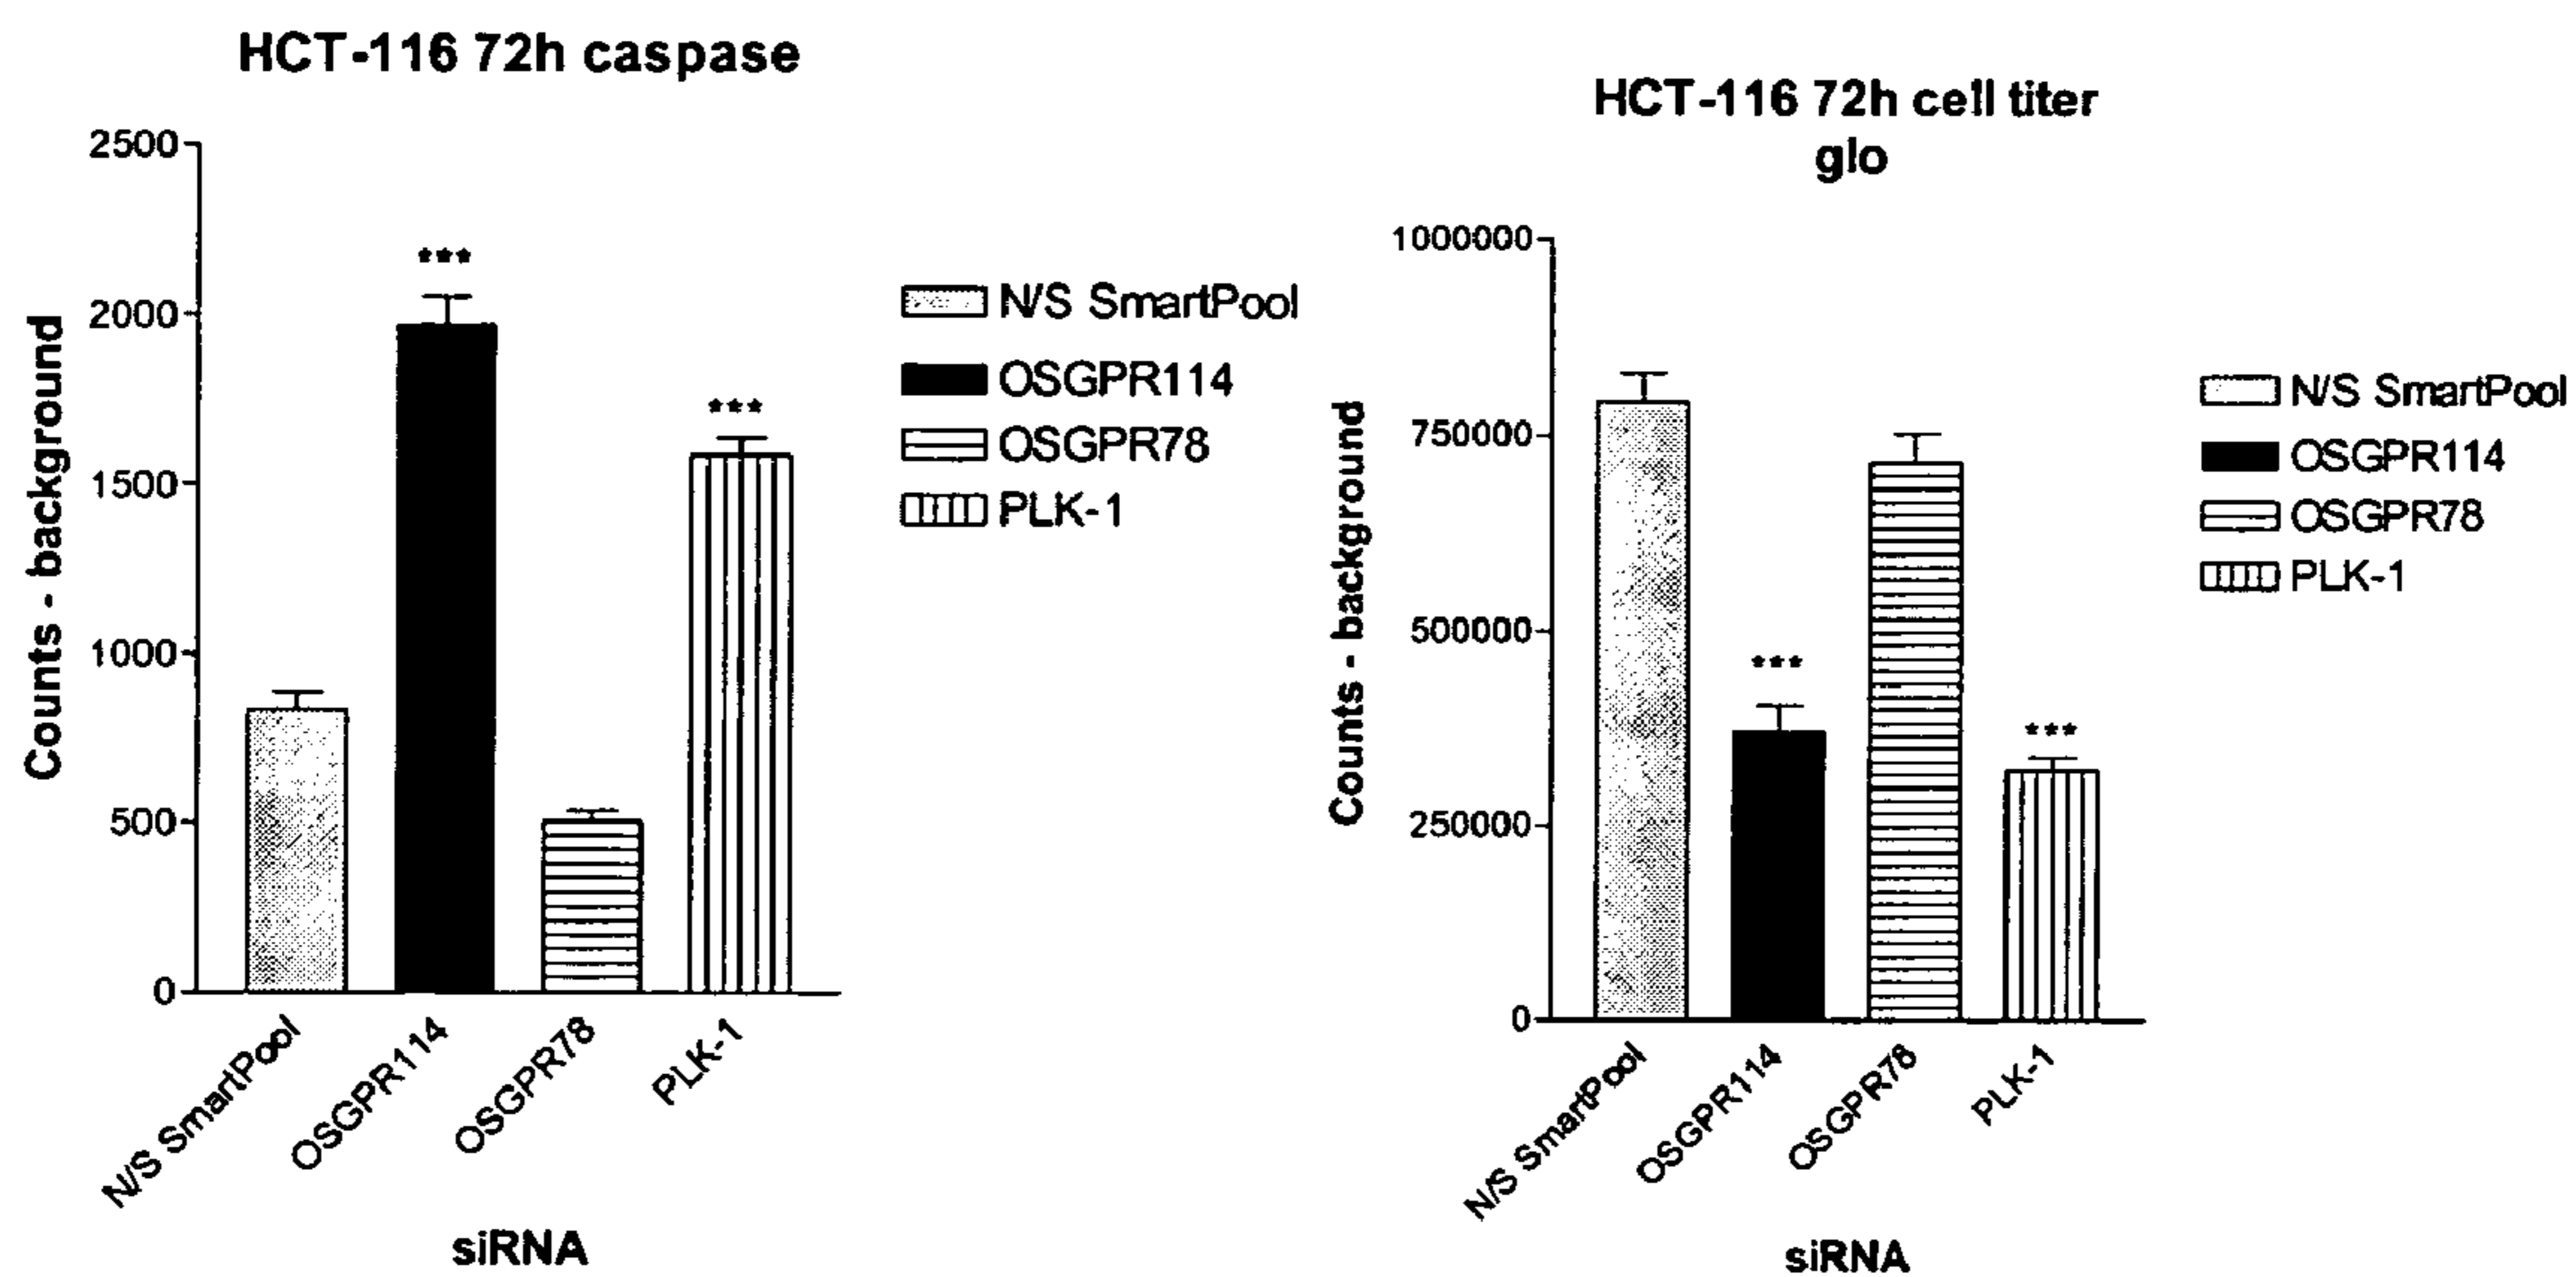 HCT-116 72h caspase
2500
2000
1500
1000
500
0
Counts - background
***
***
N/S SmartPool
OSGPR114
OSGPR78
PLK-1
siRNA
N/S SmartPool
OSGPR114
OSGPR78
PLK-1
HCT-116 72h cell titer
glo
1000000
750000
500000
250000
0
Counts - background
***
***
N/S SmartPool
OSGPR114
OSGPR78
PLK-1
siRNA
N/S SmartPool
OSGPR114
OSGPR78
PLK-1